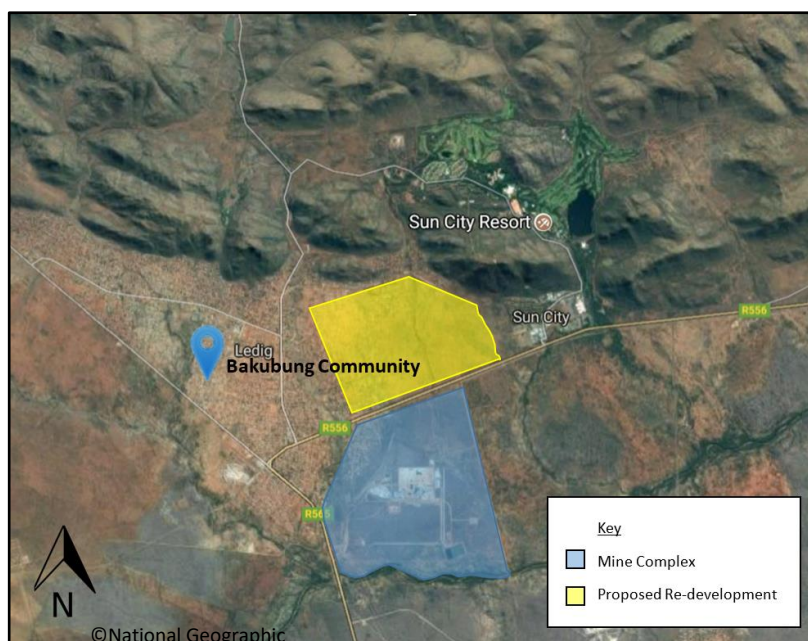 Sun City Resort
R556
Sun City
Ledig
Bakubung Community
R556
R565
Key
Mine Complex
Proposed Re-development
N
©National Geographic